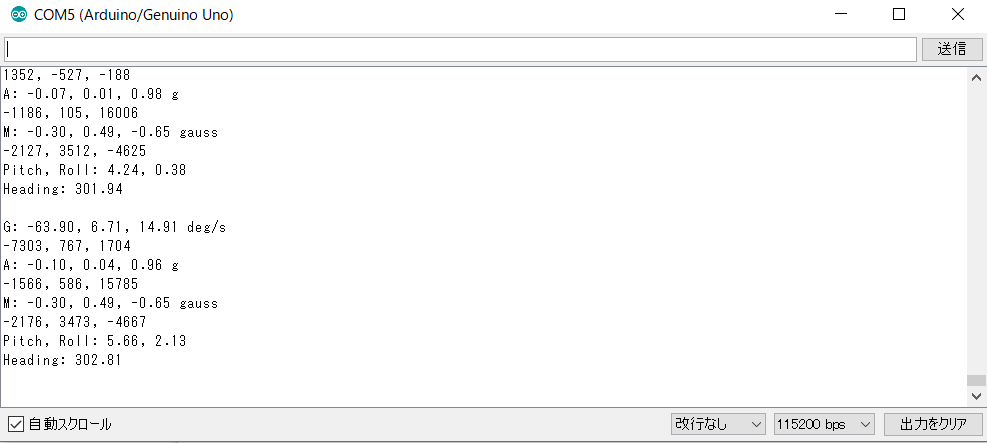 COM5 (Arduino/Genuino Uno)
送信
1352, -527, -188
A: -0.07, 0.01, 0.98 g
-1186, 105, 16006
M: -0.30, 0.49, -0.65 gauss
-2127, 3512, -4625
Pitch, Roll: 4.24, 0.38
Heading: 301.94
G: -63.90, 6.71, 14.91 deg/s
-7303, 767, 1704
A: -0.10, 0.04, 0.96 g
-1566, 586, 15785
M: -0.30, 0.49, -0.65 gauss
-2176, 3473, -4667
Pitch, Roll: 5.66, 2.13
Heading: 302.81
自動スクロール 改行なし 115200 bps 出力をクリア